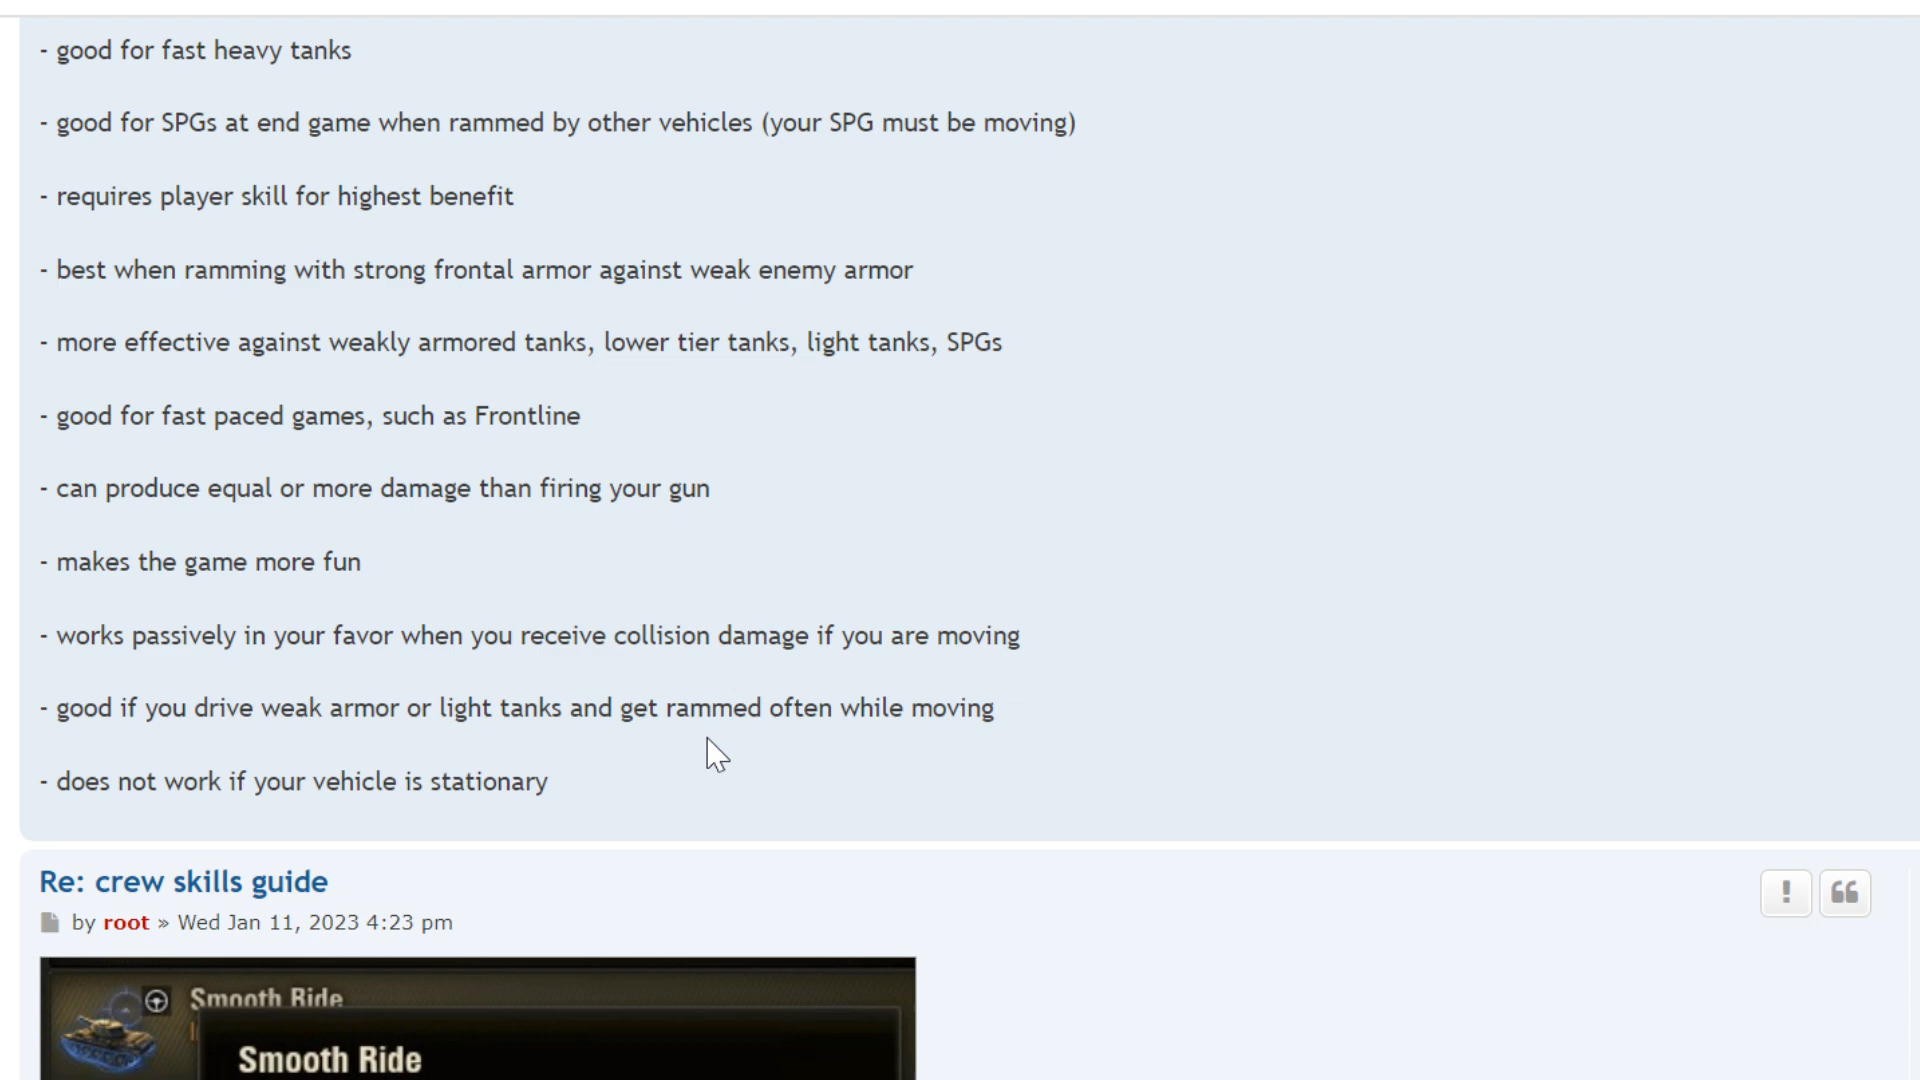 - good for fast heavy tanks
- good for SPGs at end game when rammed by other vehicles (your SPG must be moving)
- requires player skill for highest benefit
- best when ramming with strong frontal armor against weak enemy armor
- more effective against weakly armored tanks, lower tier tanks, light tanks, SPGs
- good for fast paced games, such as Frontline
- can produce equal or more damage than firing your gun
- makes the game more fun
- works passively in your favor when you receive collision damage if you are moving
- good if you drive weak armor or light tanks and get rammed often while moving
- does not work if your vehicle is stationary
Re: crew skills guide
by root » Wed Jan 11, 2023 4:23 pm
Smooth Ride
Smooth Ride